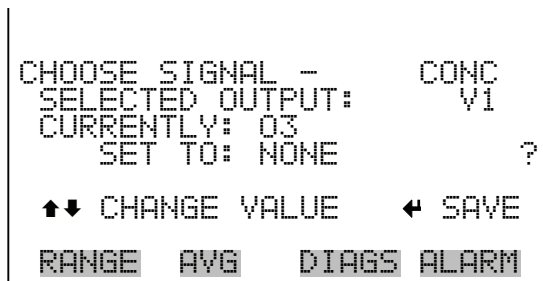 CHOOSE SIGNAL – CONC
SELECTED OUTPUT: V1
CURRENTLY: O3
SET TO: NONE ?
⬆⬇ CHANGE VALUE ↵ SAVE
RANGE AVG DIAGS ALARM